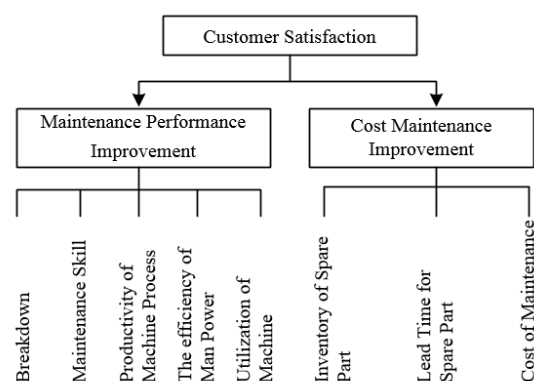 Customer Satisfaction
Maintenance Performance
Improvement
Cost Maintenance
Improvement
Breakdown
Maintenance Skill
Productivity of
Machine Process
The efficiency of
Man Power
Utilization of
Machine
Inventory of Spare
Part
Lead Time for
Spare Part
Cost of Maintenance